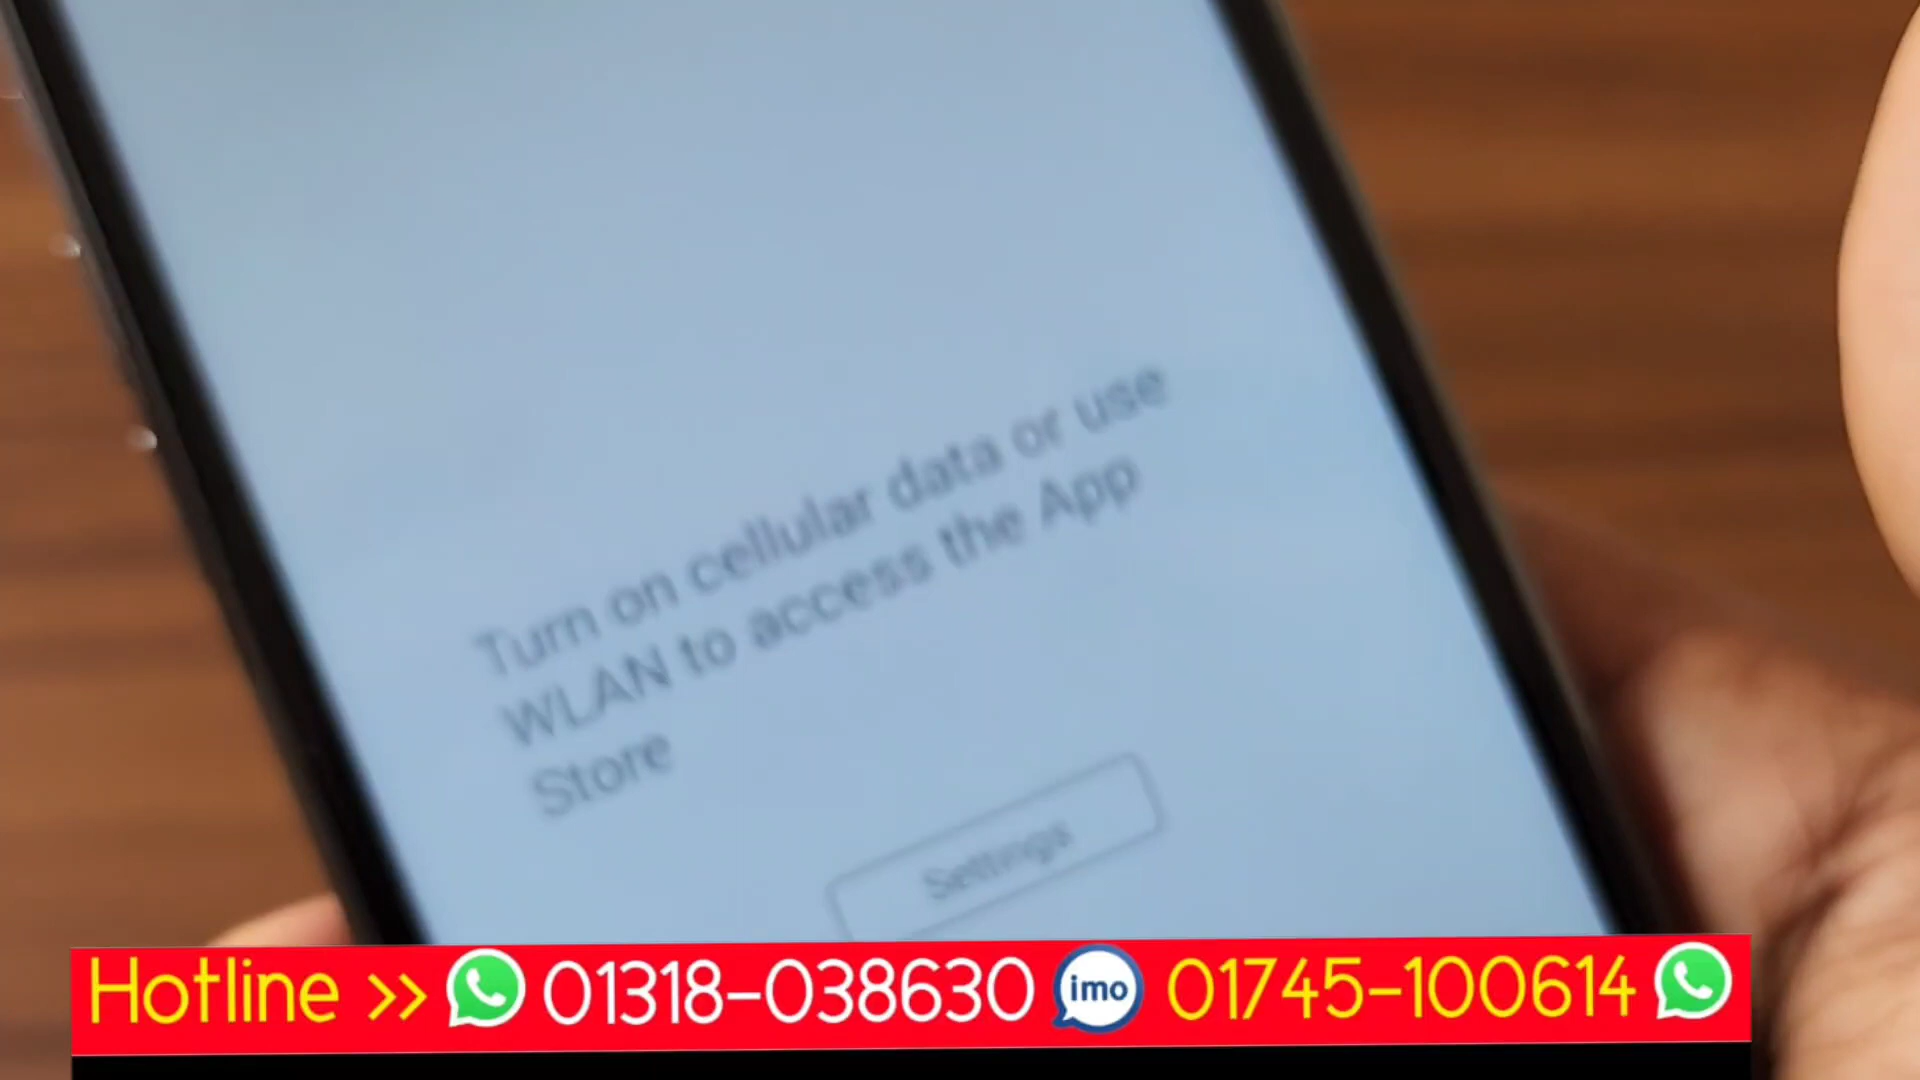 Turn on cellular data or use
WLAN to access the App
Store
Settings
Hotline >> 01318-038630 imo 01745-100614